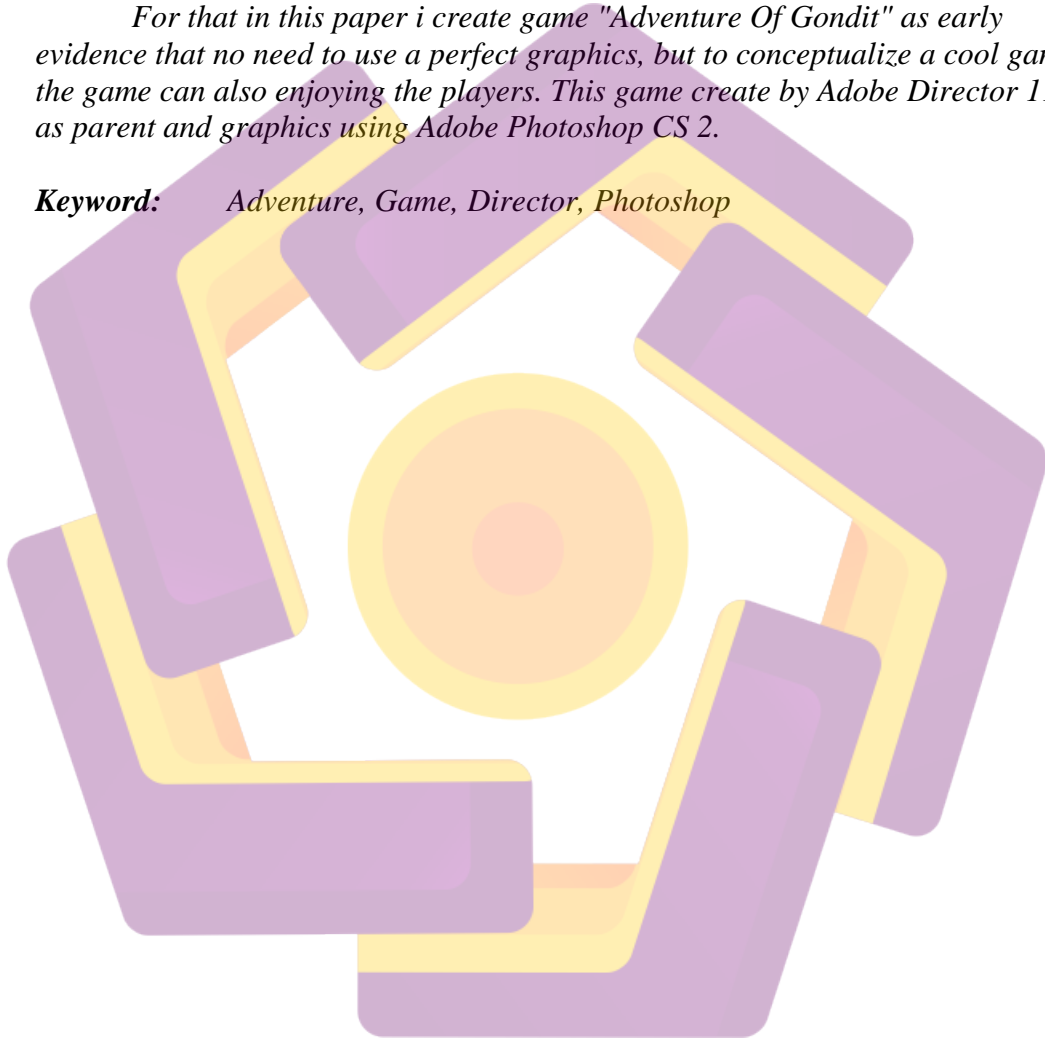 For that in this paper i create game "Adventure Of Gondit" as early
evidence that no need to use a perfect graphics, but to conceptualize a cool
the game can also enjoying the players. This game create by Adobe Director
as parent and graphics using Adobe Photoshop CS 2.
Keyword: Adventure, Game, Director, Photoshop